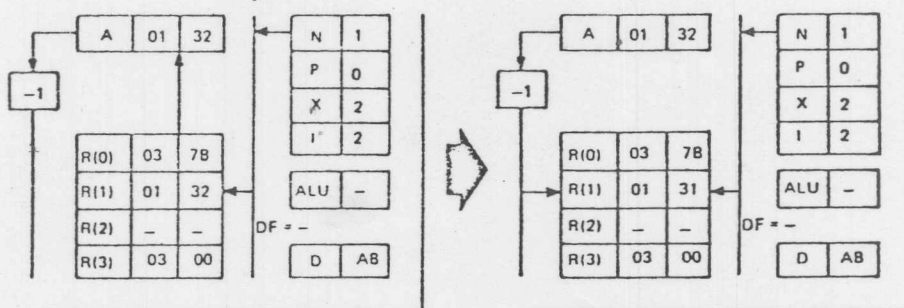 A 01 32
N 1
P 0
X 2
I 2
-1
R(0) 03 7B
R(1) 01 32
R(2) – –
R(3) 03 00
ALU –
DF = –
D AB
A 01 32
N 1
P 0
X 2
I 2
-1
R(0) 03 7B
R(1) 01 31
R(2) – –
R(3) 03 00
ALU –
DF = –
D AB